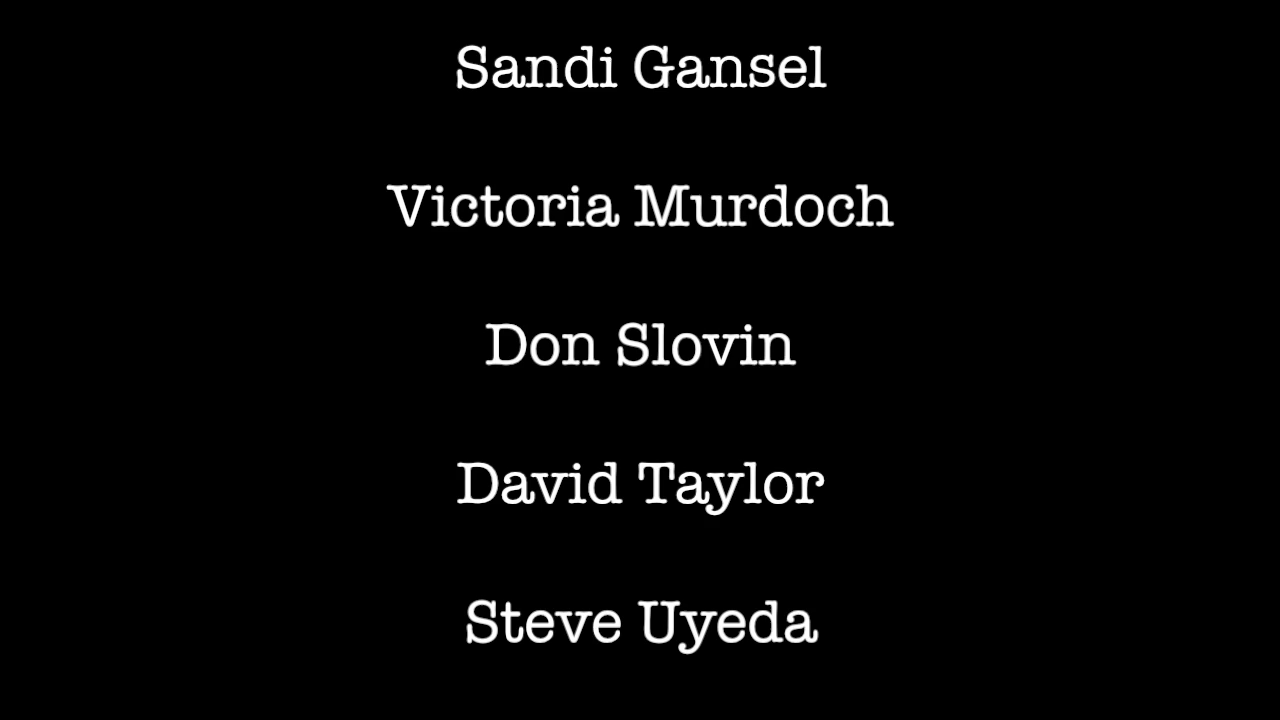 Sandi Gansel
Victoria Murdoch
Don Slovin
David Taylor
Steve Uyeda